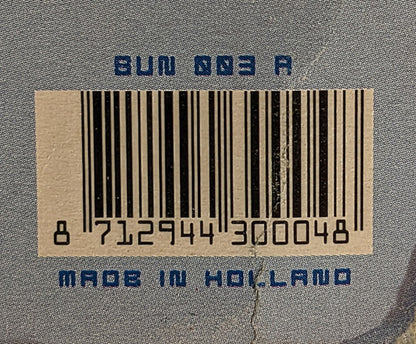 SUN 003 A
8 712944 300048
MADE IN HOLLAND